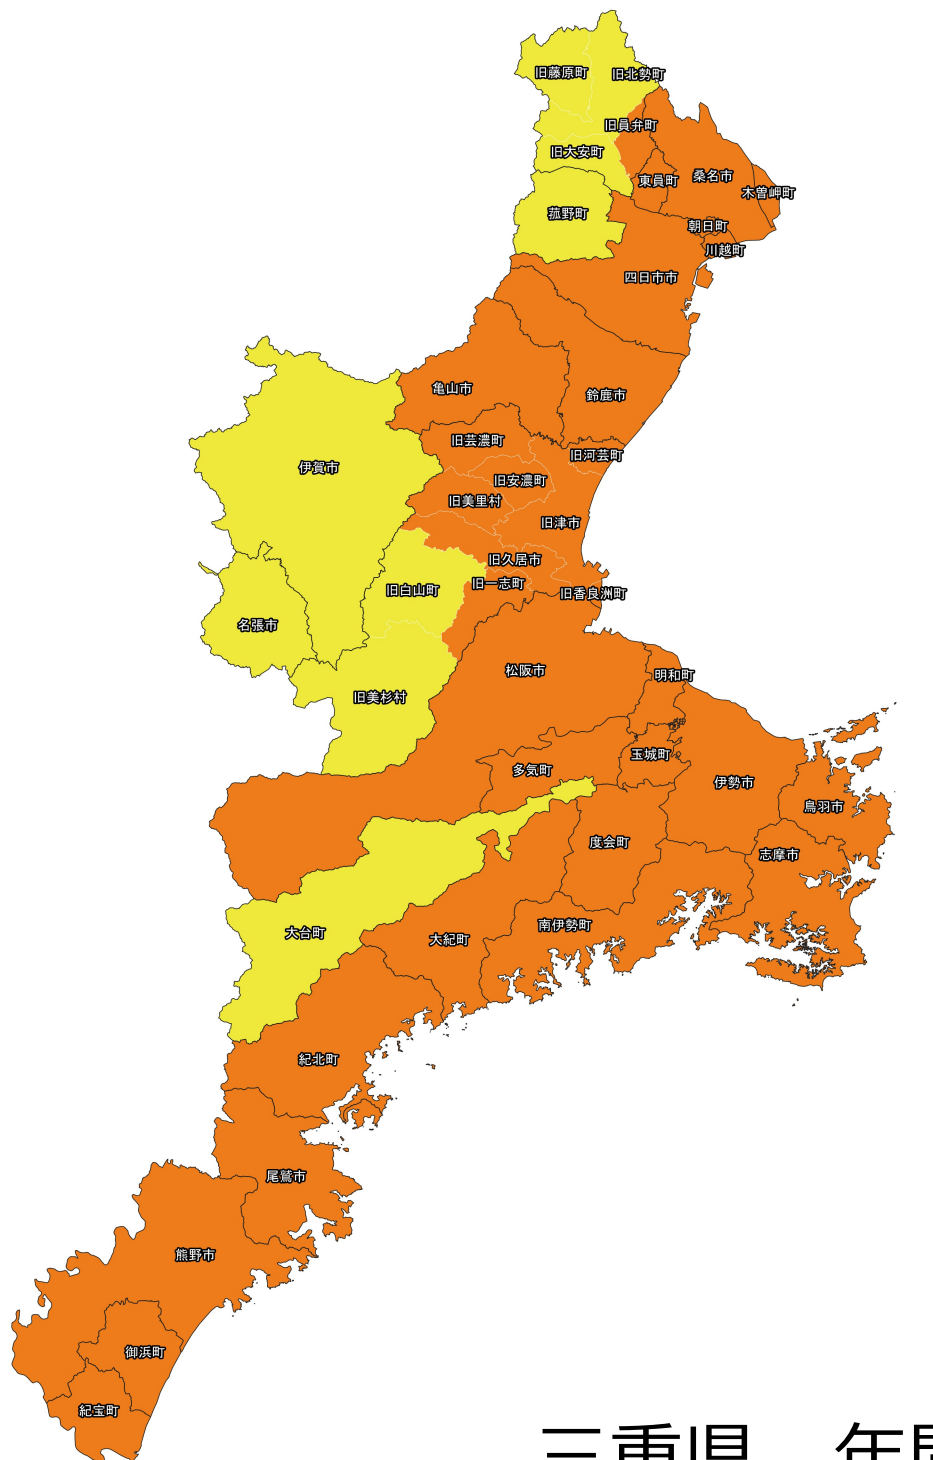 旧藤原町
旧北勢町
旧員弁町
旧大安町
東員町
桑名市
木曽岬町
菰野町
朝日町
川越町
四日市市
亀山市
鈴鹿市
旧芸濃町
旧河芸町
伊賀市
旧安濃町
旧美里村
旧津市
旧久居市
旧一志町
旧白山町
旧香良洲町
名張市
松阪市
明和町
旧美杉村
玉城町
多気町
伊勢市
鳥羽市
度会町
志摩市
南伊勢町
大台町
大紀町
紀北町
尾鷲市
熊野市
御浜町
紀宝町
三重県 年